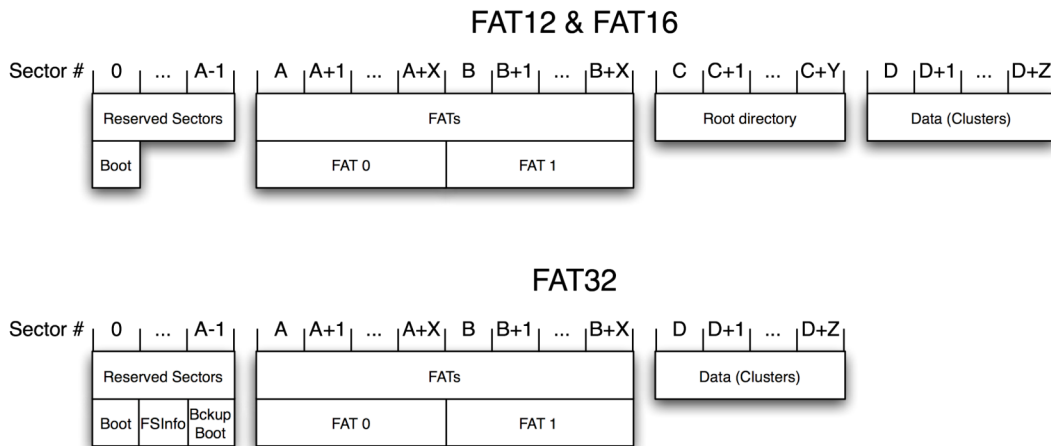 FAT12 & FAT16
Sector # 0 ... A-1 A A+1 ... A+X B B+1 ... B+X C C+1 ... C+Y D D+1 ... D+Z
Reserved Sectors FATs Root directory Data (Clusters)
Boot FAT 0 FAT 1
FAT32
Sector # 0 ... A-1 A A+1 ... A+X B B+1 ... B+X D D+1 ... D+Z
Reserved Sectors FATs Data (Clusters)
Boot FSInfo Bckup Boot FAT 0 FAT 1